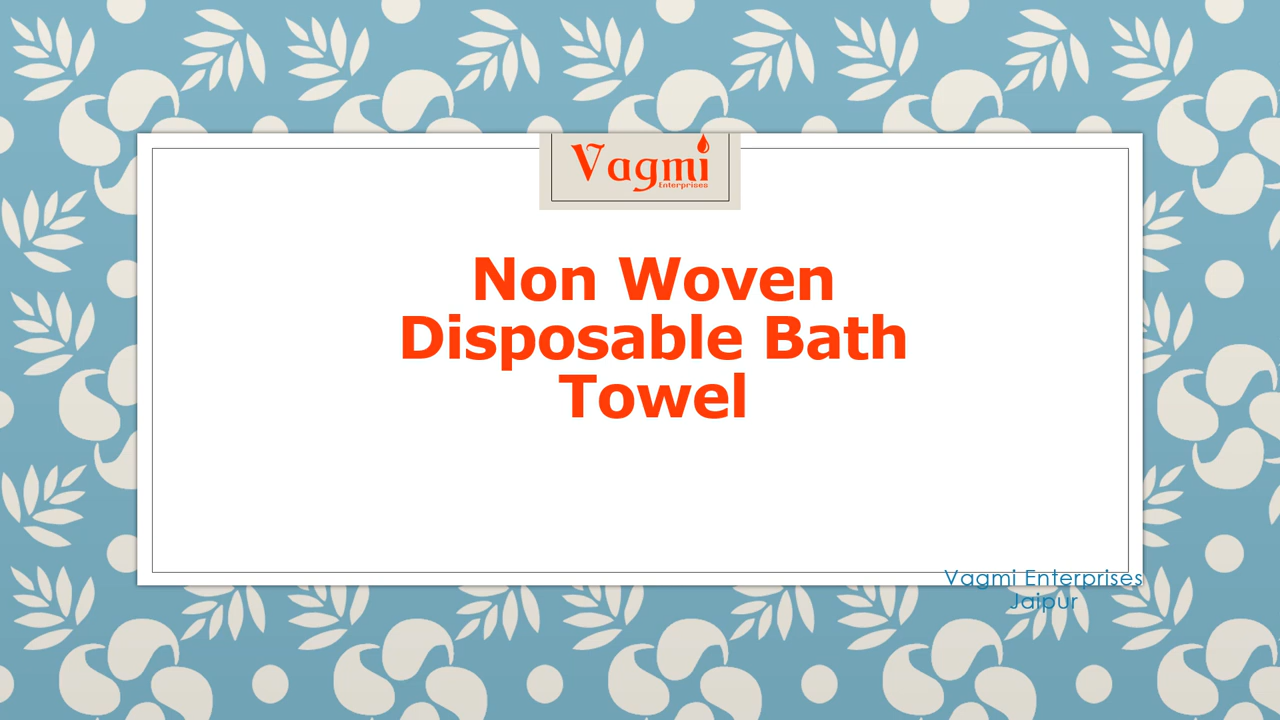 Vagmi
Enterprises
Non Woven
Disposable Bath
Towel
Vagmi Enterprises
Jaipur